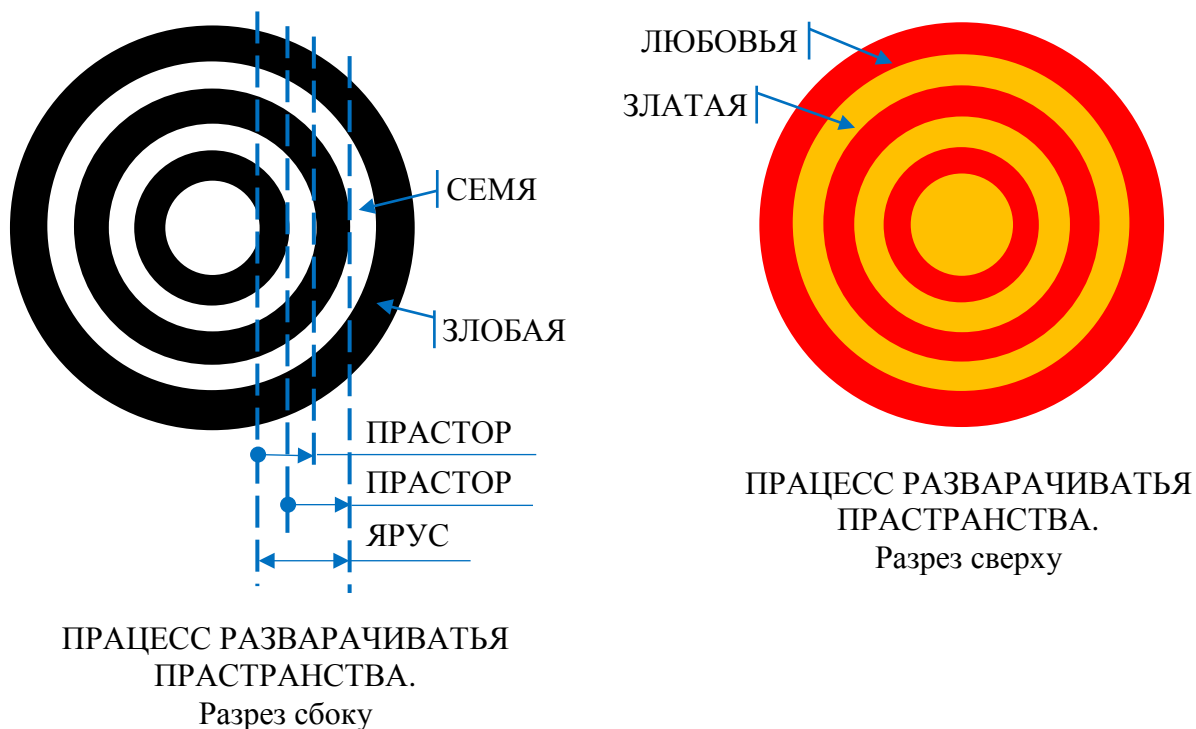 ЛЮБОВЬЯ
ЗЛАТАЯ
СЕМЯ
ЗЛОБАЯ
ПРАСТОР
ПРАСТОР
ЯРУС
ПРАЦЕСС РАЗВАРАЧИВАТЬЯ
ПРАСТРАНСТВА.
Разрез сбоку
ПРАЦЕСС РАЗВАРАЧИВАТЬЯ
ПРАСТРАНСТВА.
Разрез сверху